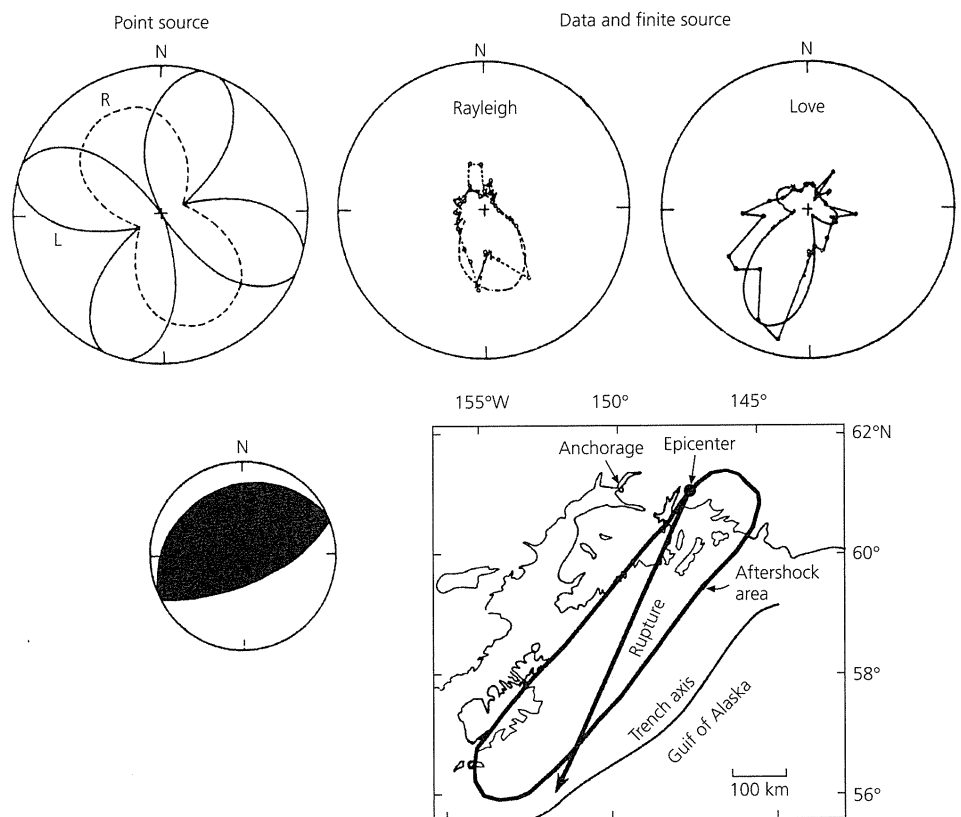 Point source
Data and finite source
N
N
N
R
L
Rayleigh
Love
N
155°W
150°
145°
62°N
Anchorage
Epicenter
60°
Aftershock
area
Rupture
58°
Trench axis
Guif of Alaska
100 km
56°